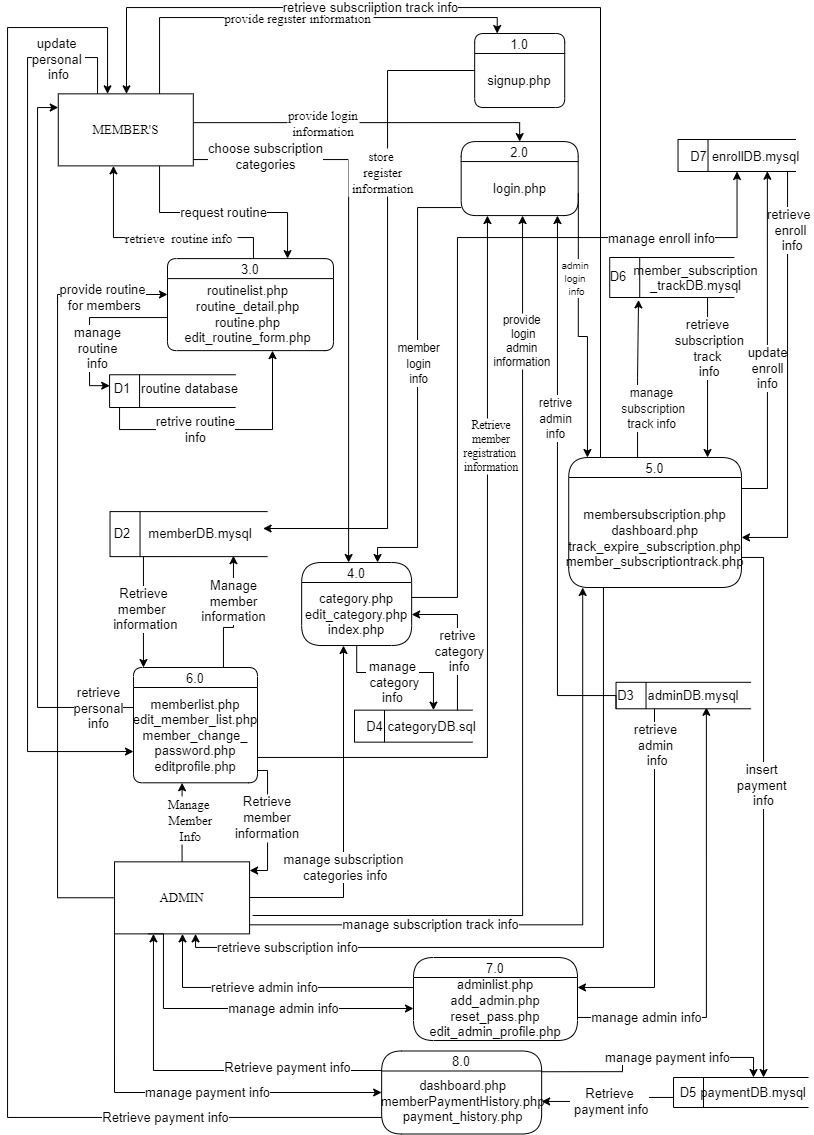 retrieve subscriiption track info
provide register information
update
personal
info
1.0
signup.php
MEMBER'S
provide login
information
choose subscription
categories
store
register
information
2.0
login.php
D7
enrollDB.mysql
request routine
retrieve routine info
retrieve
enroll
info
manage enroll info
3.0
routinelist.php
routine_detail.php
routine.php
edit_routine_form.php
provide routine
for members
admin
login
info
D6
member_subscription
_trackDB.mysql
manage
routine
info
provide
login
admin
information
retrieve
subscription
track
info
member
login
info
update
enroll
info
D1
routine database
retrive routine
info
retrive
admin
info
manage
subscription
track info
Retrieve
member
registration
information
5.0
membersubscription.php
dashboard.php
track_expire_subscription.php
member_subscriptiontrack.php
D2
memberDB.mysql
4.0
category.php
edit_category.php
index.php
Retrieve
member
information
Manage
member
information
retrive
category
info
manage
category
info
6.0
memberlist.php
edit_member_list.php
member_change_
password.php
editprofile.php
retrieve
personal
info
D4
categoryDB.sql
D3
adminDB.mysql
retrieve
admin
info
insert
payment
info
Manage
Member
Info
Retrieve
member
information
manage subscription
categories info
ADMIN
manage subscription track info
retrieve subscription info
7.0
adminlist.php
add_admin.php
reset_pass.php
edit_admin_profile.php
retrieve admin info
manage admin info
manage admin info
8.0
dashboard.php
memberPaymentHistory.php
payment_history.php
Retrieve payment info
manage payment info
manage payment info
Retrieve
payment info
D5
paymentDB.mysql
Retrieve payment info